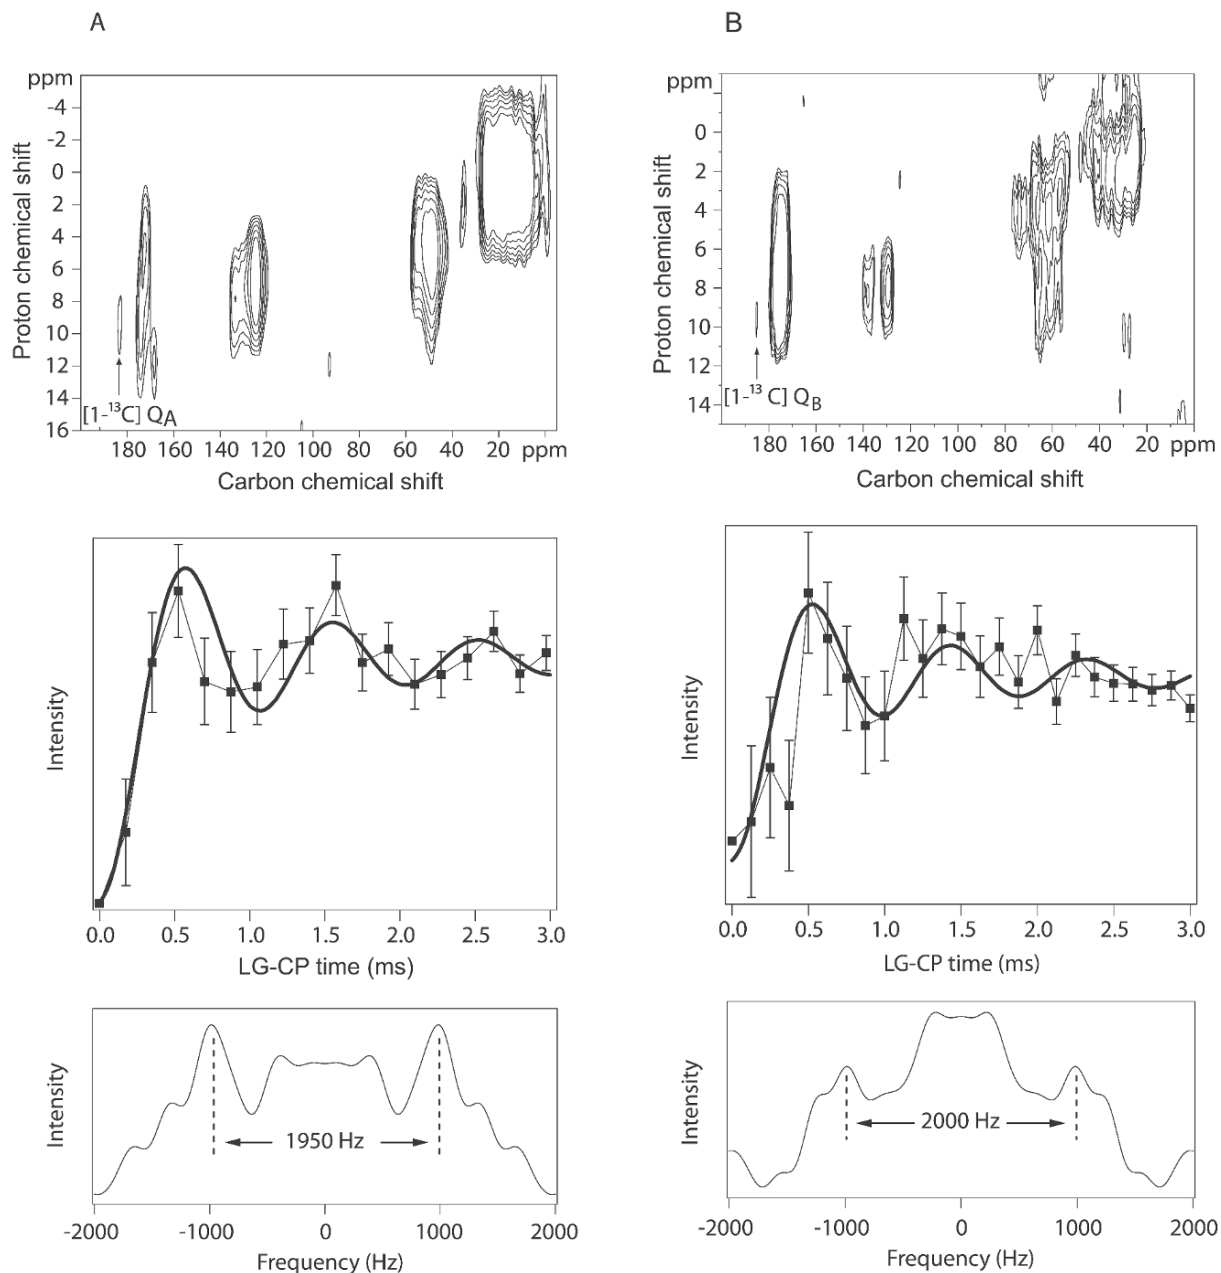 A
ppm
-4
-2
0
2
4
6
8
10
12
14
16
Proton chemical shift
[1-¹³C] QA
180 160 140 120 100 80 60 40 20 ppm
Carbon chemical shift
B
ppm
0
2
4
6
8
10
12
14
Proton chemical shift
[1-¹³C] QB
180 160 140 120 100 80 60 40 20 ppm
Carbon chemical shift
Intensity
0.0 0.5 1.0 1.5 2.0 2.5 3.0
LG-CP time (ms)
Intensity
0.0 0.5 1.0 1.5 2.0 2.5 3.0
LG-CP time (ms)
Intensity
1950 Hz
-2000 -1000 0 1000 2000
Frequency (Hz)
Intensity
2000 Hz
-2000 -1000 0 1000 2000
Frequency (Hz)